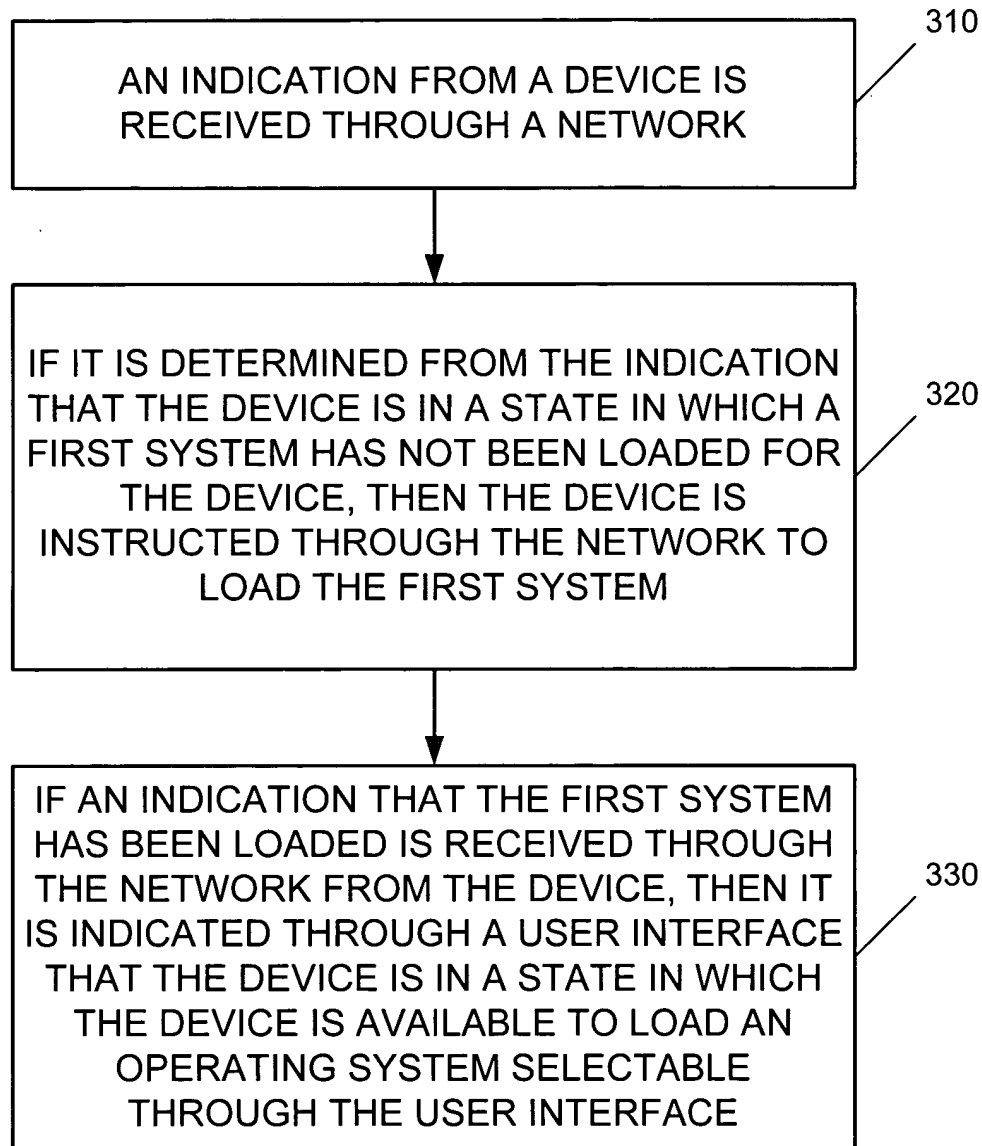 310
AN INDICATION FROM A DEVICE IS
RECEIVED THROUGH A NETWORK
320
IF IT IS DETERMINED FROM THE INDICATION
THAT THE DEVICE IS IN A STATE IN WHICH A
FIRST SYSTEM HAS NOT BEEN LOADED FOR
THE DEVICE, THEN THE DEVICE IS
INSTRUCTED THROUGH THE NETWORK TO
LOAD THE FIRST SYSTEM
330
IF AN INDICATION THAT THE FIRST SYSTEM
HAS BEEN LOADED IS RECEIVED THROUGH
THE NETWORK FROM THE DEVICE, THEN IT
IS INDICATED THROUGH A USER INTERFACE
THAT THE DEVICE IS IN A STATE IN WHICH
THE DEVICE IS AVAILABLE TO LOAD AN
OPERATING SYSTEM SELECTABLE
THROUGH THE USER INTERFACE